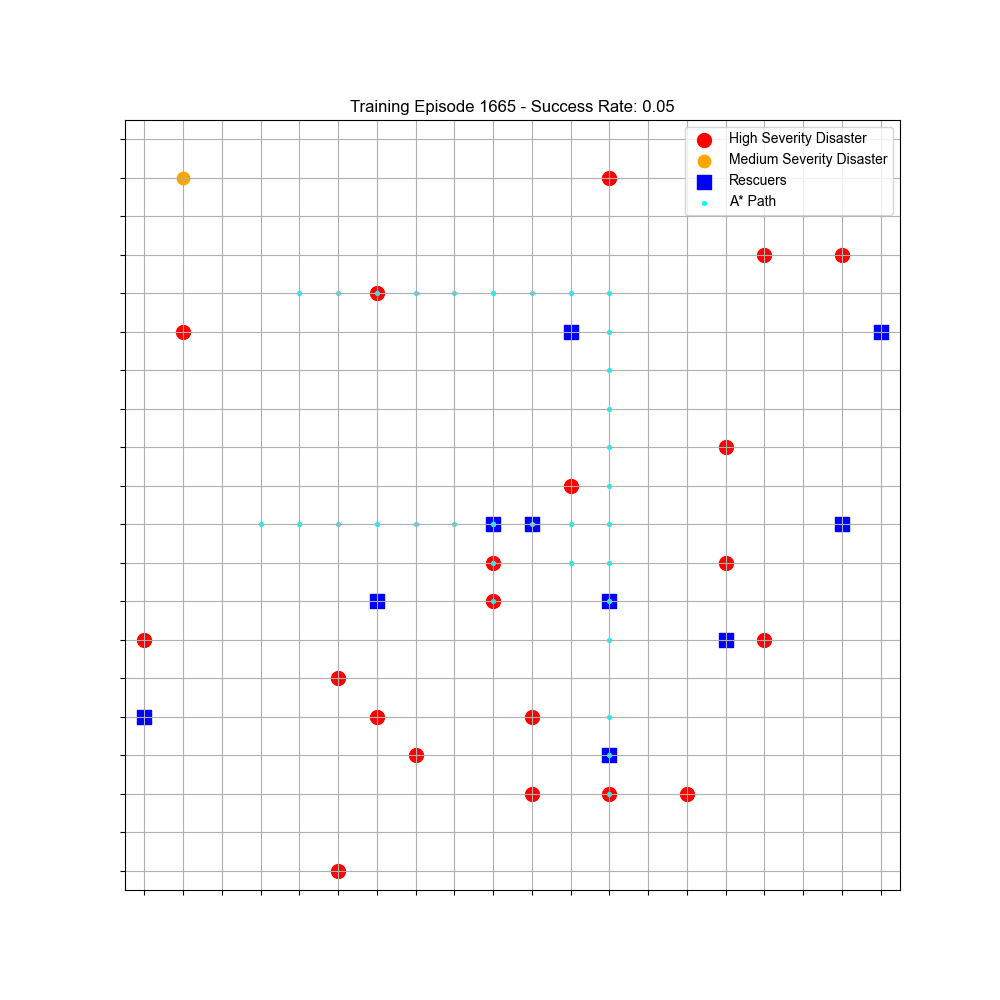 Training Episode 1665 - Success Rate: 0.05
High Severity Disaster
Medium Severity Disaster
Rescuers
A* Path